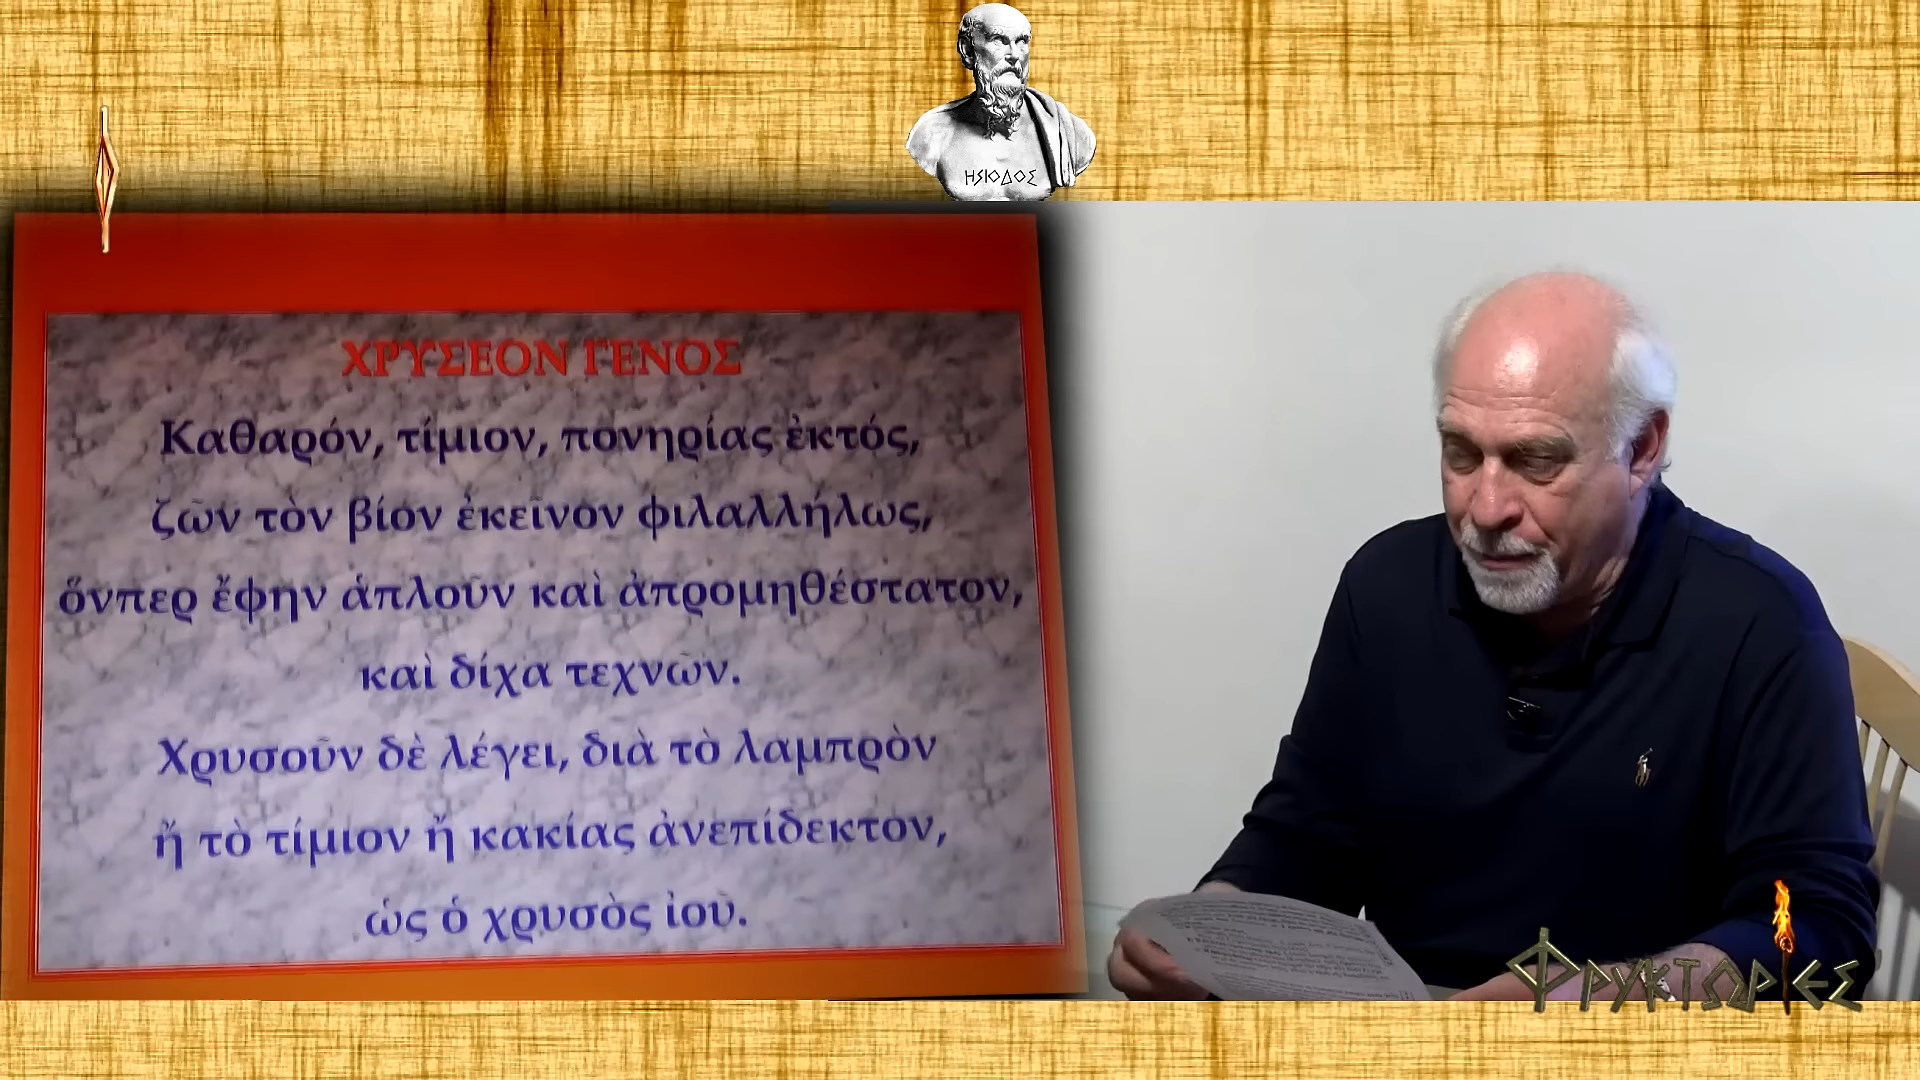 ΗΣΙΟΔΟΣ
ΧΡΥΣΕΟΝ ΓΕΝΟΣ
Καθαρόν, τίμιον, πονηρίας ἐκτός,
ζῶν τὸν βίον ἐκεῖνον φιλαλλήλως,
ὅνπερ ἔφην ἁπλοῦν καὶ ἀπρομηθέστατον,
καὶ δίχα τεχνῶν.
Χρυσοῦν δὲ λέγει, διὰ τὸ λαμπρὸν
ἢ τὸ τίμιον ἢ κακίας ἀνεπίδεκτον,
ὡς ὁ χρυσὸς ἰοῦ.
ΦΡΥΚΤΩΡΙΕΣ